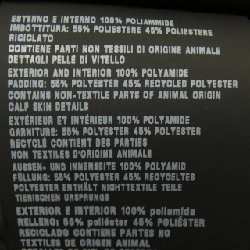 ESTERNO E INTERNO 100% POLIAMMIDE
IMBOTTITURA: 55% POLIESTERE 45% POLIESTERE
RICICLATO
CONTIENE PARTI NON TESSILI DI ORIGINE ANIMALE
DETTAGLI PELLE DI VITELLO
EXTERIOR AND INTERIOR 100% POLYAMIDE
PADDING: 55% POLYESTER 45% RECYCLED POLYESTER
CONTAINS NON-TEXTILE PARTS OF ANIMAL ORIGIN
CALF SKIN DETAILS
EXTÉRIEUR ET INTÉRIEUR 100% POLYAMIDE
GARNITURE: 55% POLYESTER 45% POLYESTER
RECYCLÉ CONTIENT DES PARTIES
NON TEXTILES D'ORIGINE ANIMALE
AUSSEN- UND INNENSEITE 100% POLYAMID
FÜLLUNG: 55% POLYESTER 45% RECYCELTES
POLYESTER ENTHÄLT NICHTTEXTILE TEILE
TIERISCHEN URSPRUNGS
EXTERIOR E INTERIOR 100% poliamida
RELLENO: 55% poliéster 45% POLIÉSTER
RECICLADO CONTIENE PARTES NO
TEXTILES DE ORIGEN ANIMAL